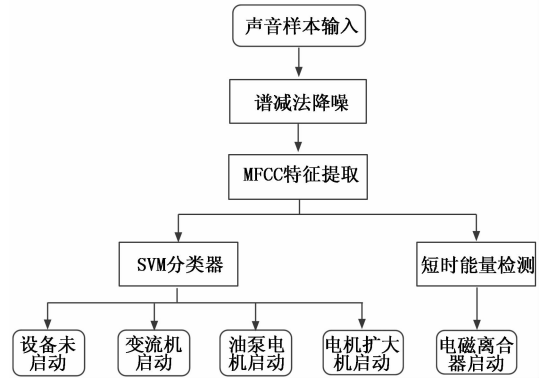 声音样本输入
谱减法降噪
MFCC特征提取
SVM分类器
短时能量检测
设备未
启动
变流机
启动
油泵电
机启动
电机扩大
机启动
电磁离合
器启动